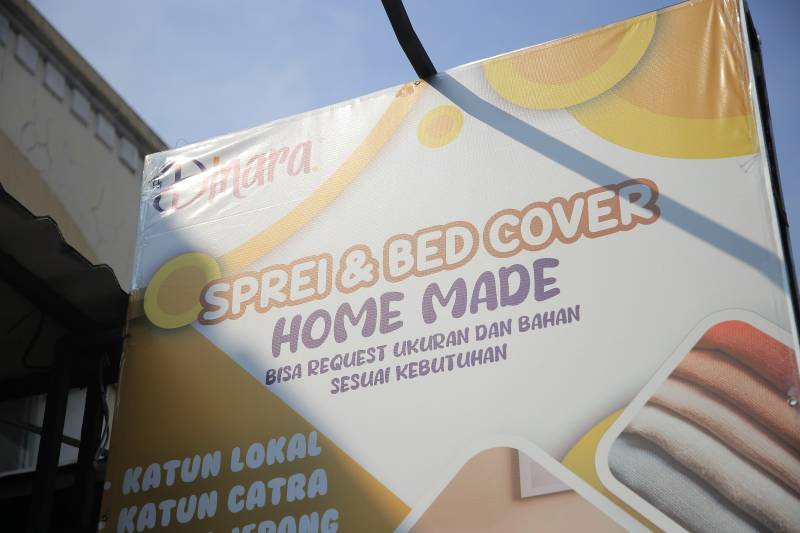 Dinara
SPREI & BED COVER
HOME MADE
BISA REQUEST UKURAN DAN BAHAN
SESUAI KEBUTUHAN
KATUN LOKAL
KATUN CATRA